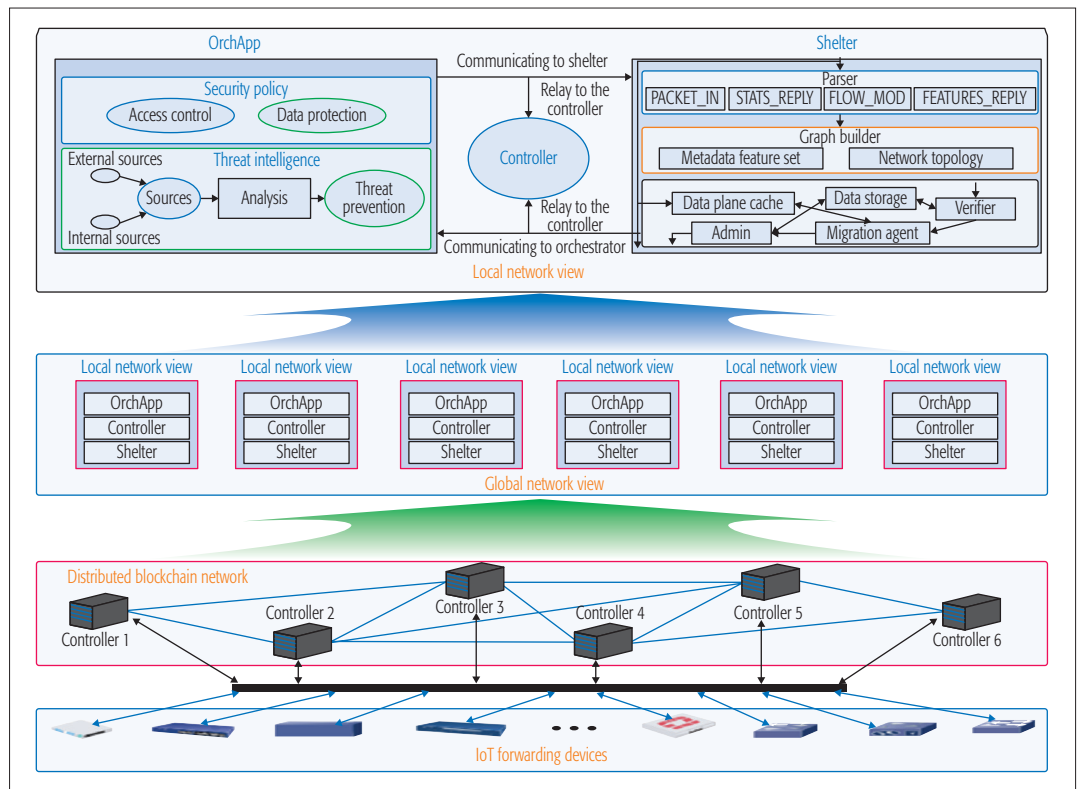 OrchApp
Security policy
Access control
Data protection
Threat intelligence
External sources
Sources
Analysis
Threat
prevention
Internal sources
Communicating to shelter
Relay to the
controller
Controller
Relay to the
controller
Communicating to orchestrator
Local network view
Shelter
Parser
PACKET_IN
STATS_REPLY
FLOW_MOD
FEATURES_REPLY
Graph builder
Metadata feature set
Network topology
Data plane cache
Data storage
Verifier
Admin
Migration agent
Local network view
OrchApp
Controller
Shelter
Local network view
OrchApp
Controller
Shelter
Local network view
OrchApp
Controller
Shelter
Local network view
OrchApp
Controller
Shelter
Local network view
OrchApp
Controller
Shelter
Local network view
OrchApp
Controller
Shelter
Global network view
Distributed blockchain network
Controller 1
Controller 2
Controller 3
Controller 4
Controller 5
Controller 6
IoT forwarding devices